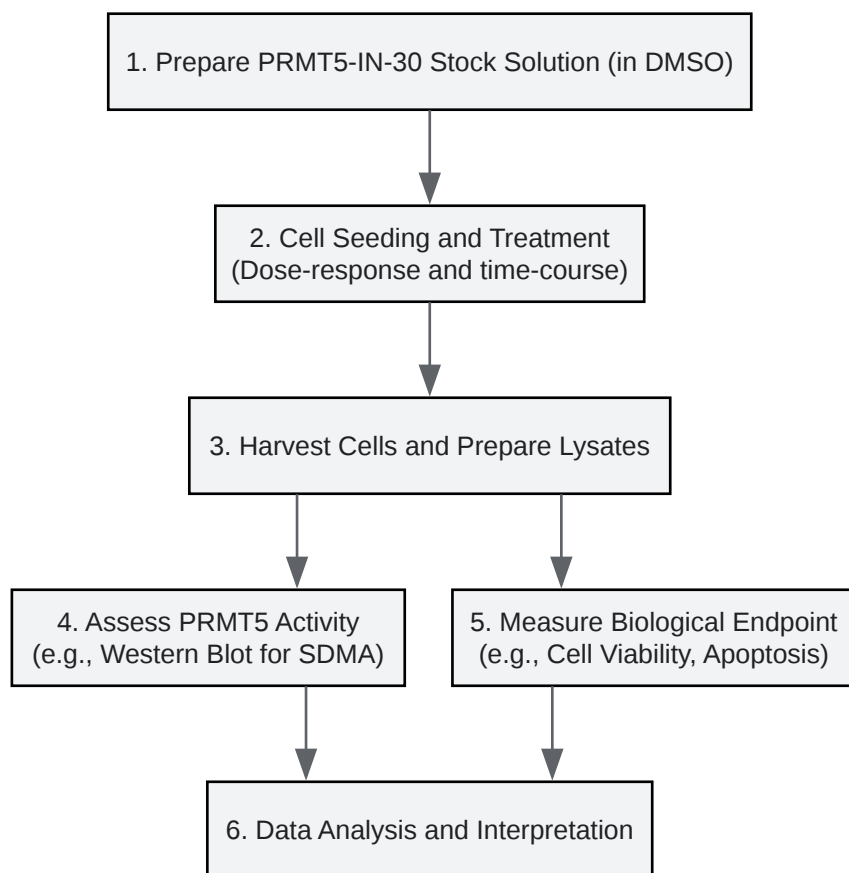 1. Prepare PRMT5-IN-30 Stock Solution (in DMSO)
2. Cell Seeding and Treatment
(Dose-response and time-course)
3. Harvest Cells and Prepare Lysates
4. Assess PRMT5 Activity
(e.g., Western Blot for SDMA)
5. Measure Biological Endpoint
(e.g., Cell Viability, Apoptosis)
6. Data Analysis and Interpretation